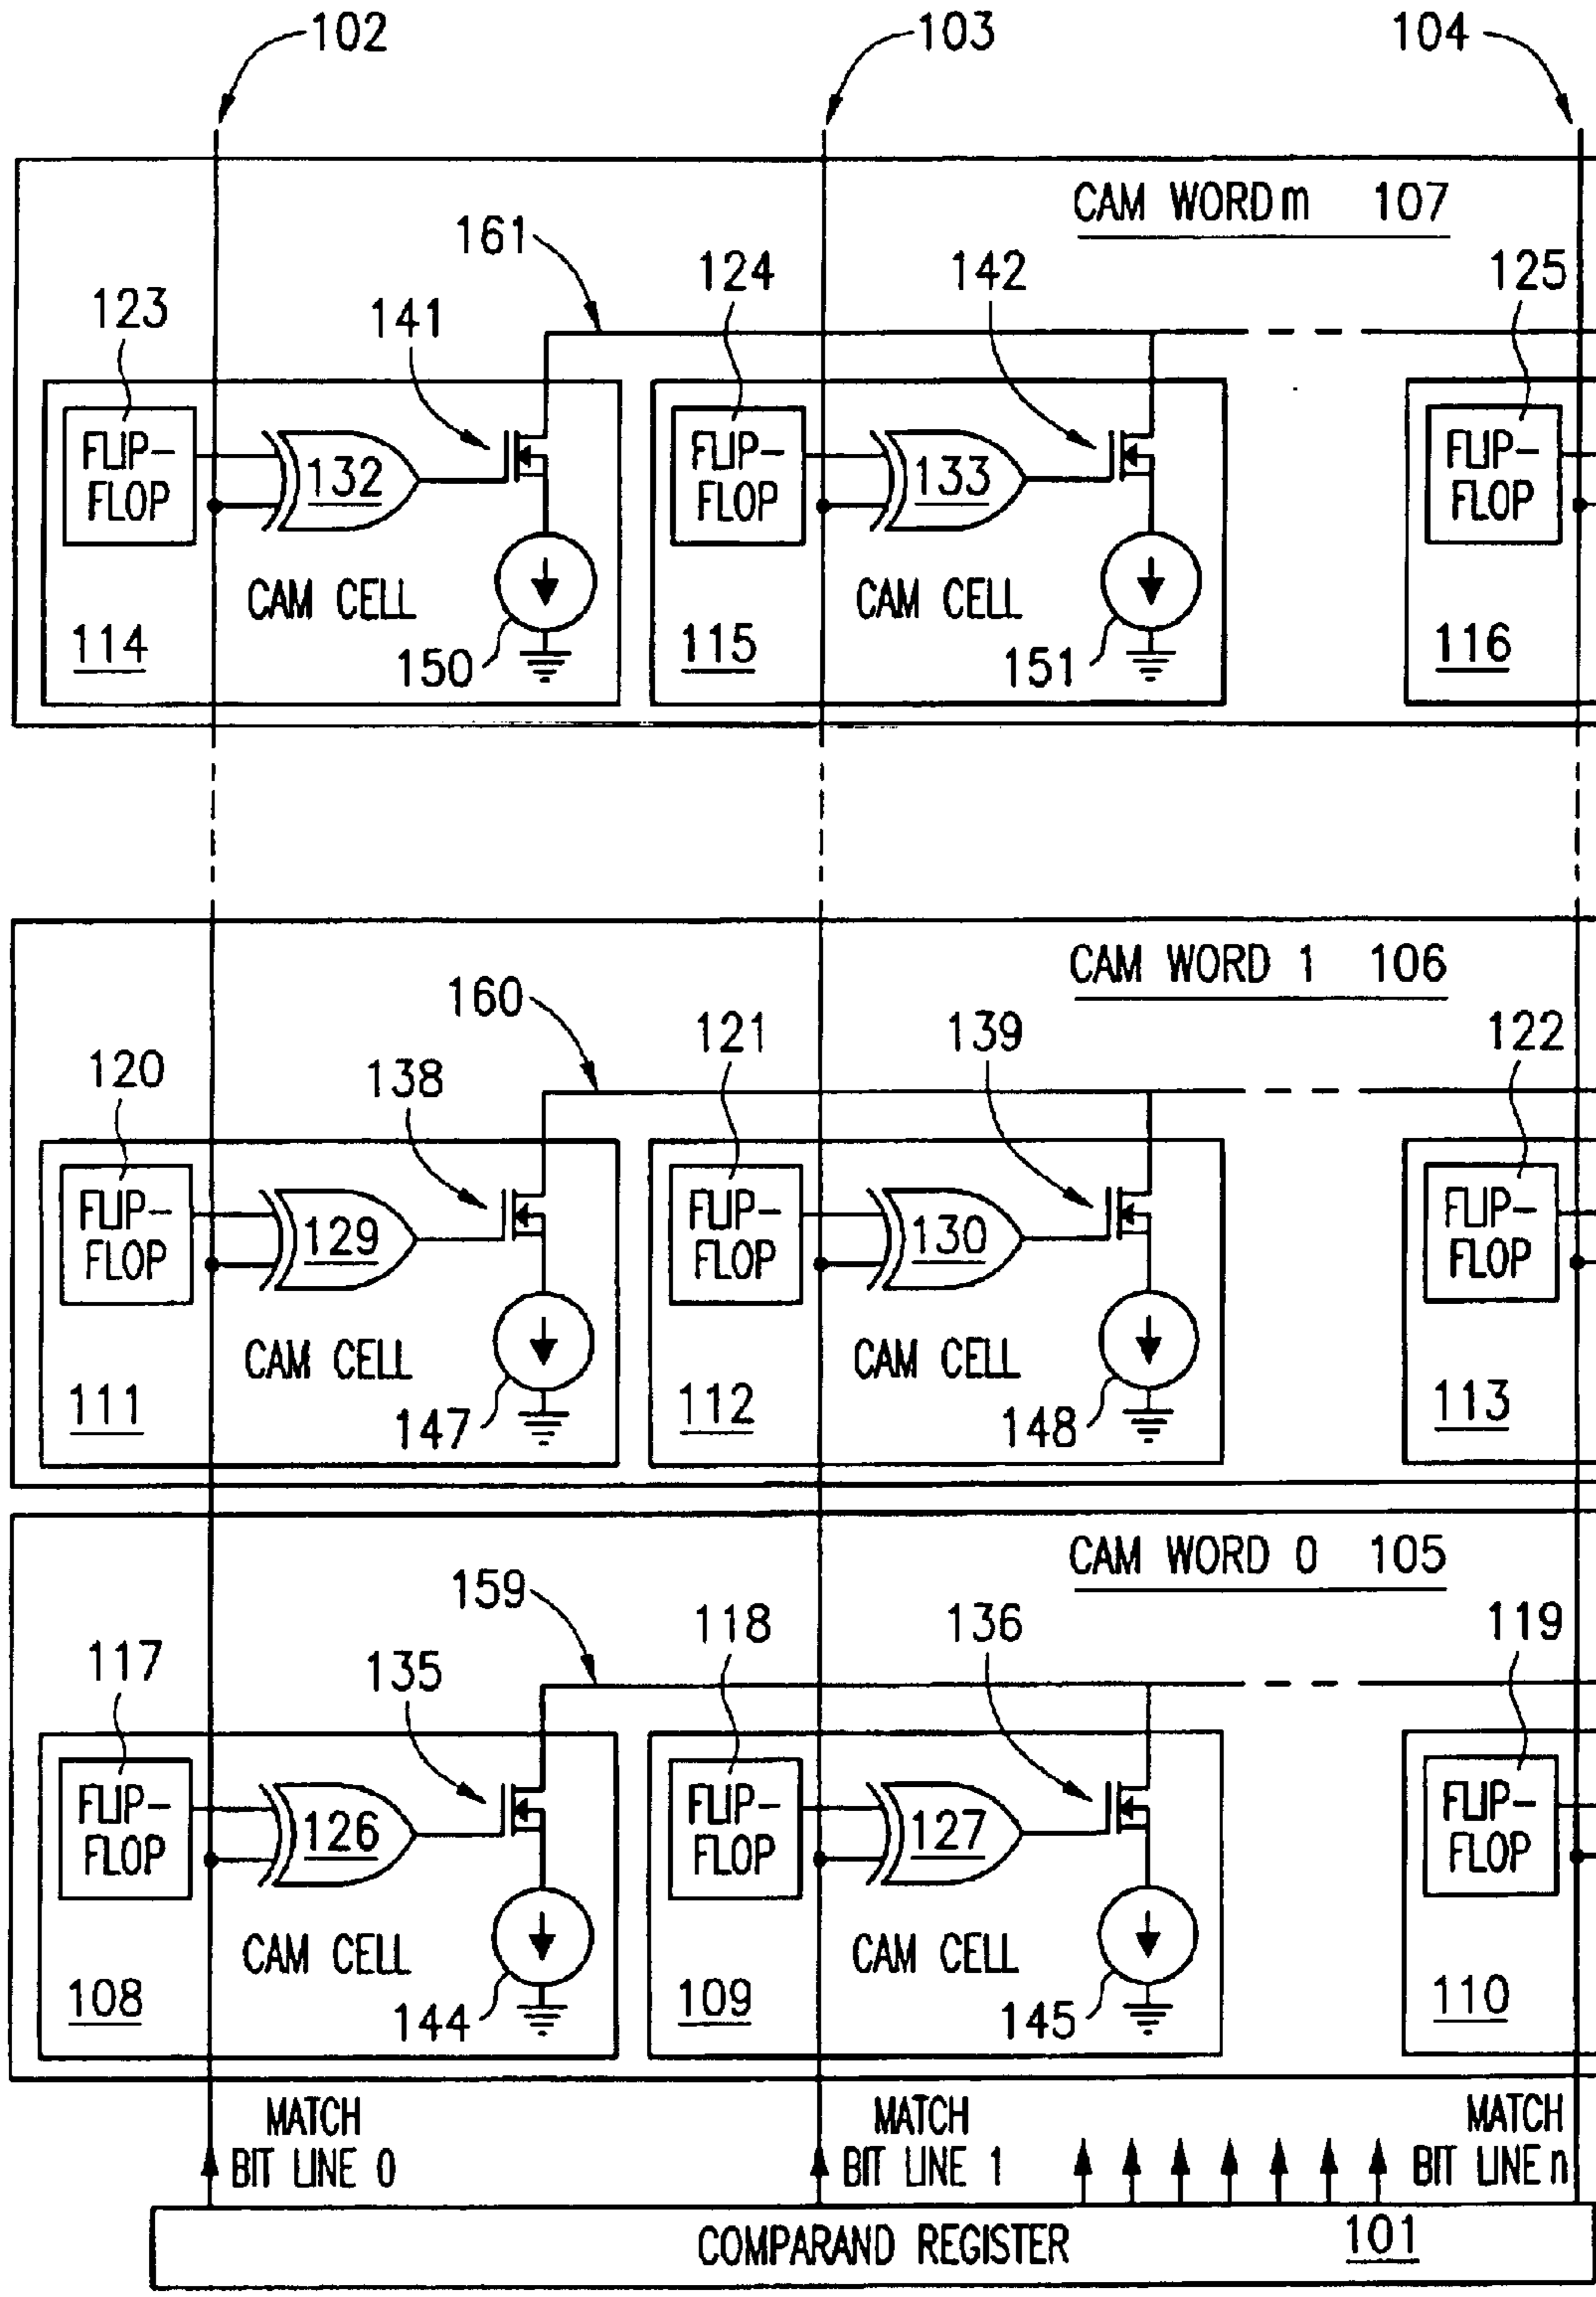 102 103 104
CAM WORD m 107
161
123 141 124 142 125
FLIP-FLOP 132 FLIP-FLOP 133 FLIP-FLOP
CAM CELL CAM CELL
114 150 115 151 116
CAM WORD 1 106
160
120 138 121 139 122
FLIP-FLOP 129 FLIP-FLOP 130 FLIP-FLOP
CAM CELL CAM CELL
111 147 112 148 113
CAM WORD 0 105
159
117 135 118 136 119
FLIP-FLOP 126 FLIP-FLOP 127 FLIP-FLOP
CAM CELL CAM CELL
108 144 109 145 110
MATCH MATCH MATCH
BIT LINE 0 BIT LINE 1 BIT LINE n
COMPARAND REGISTER 101